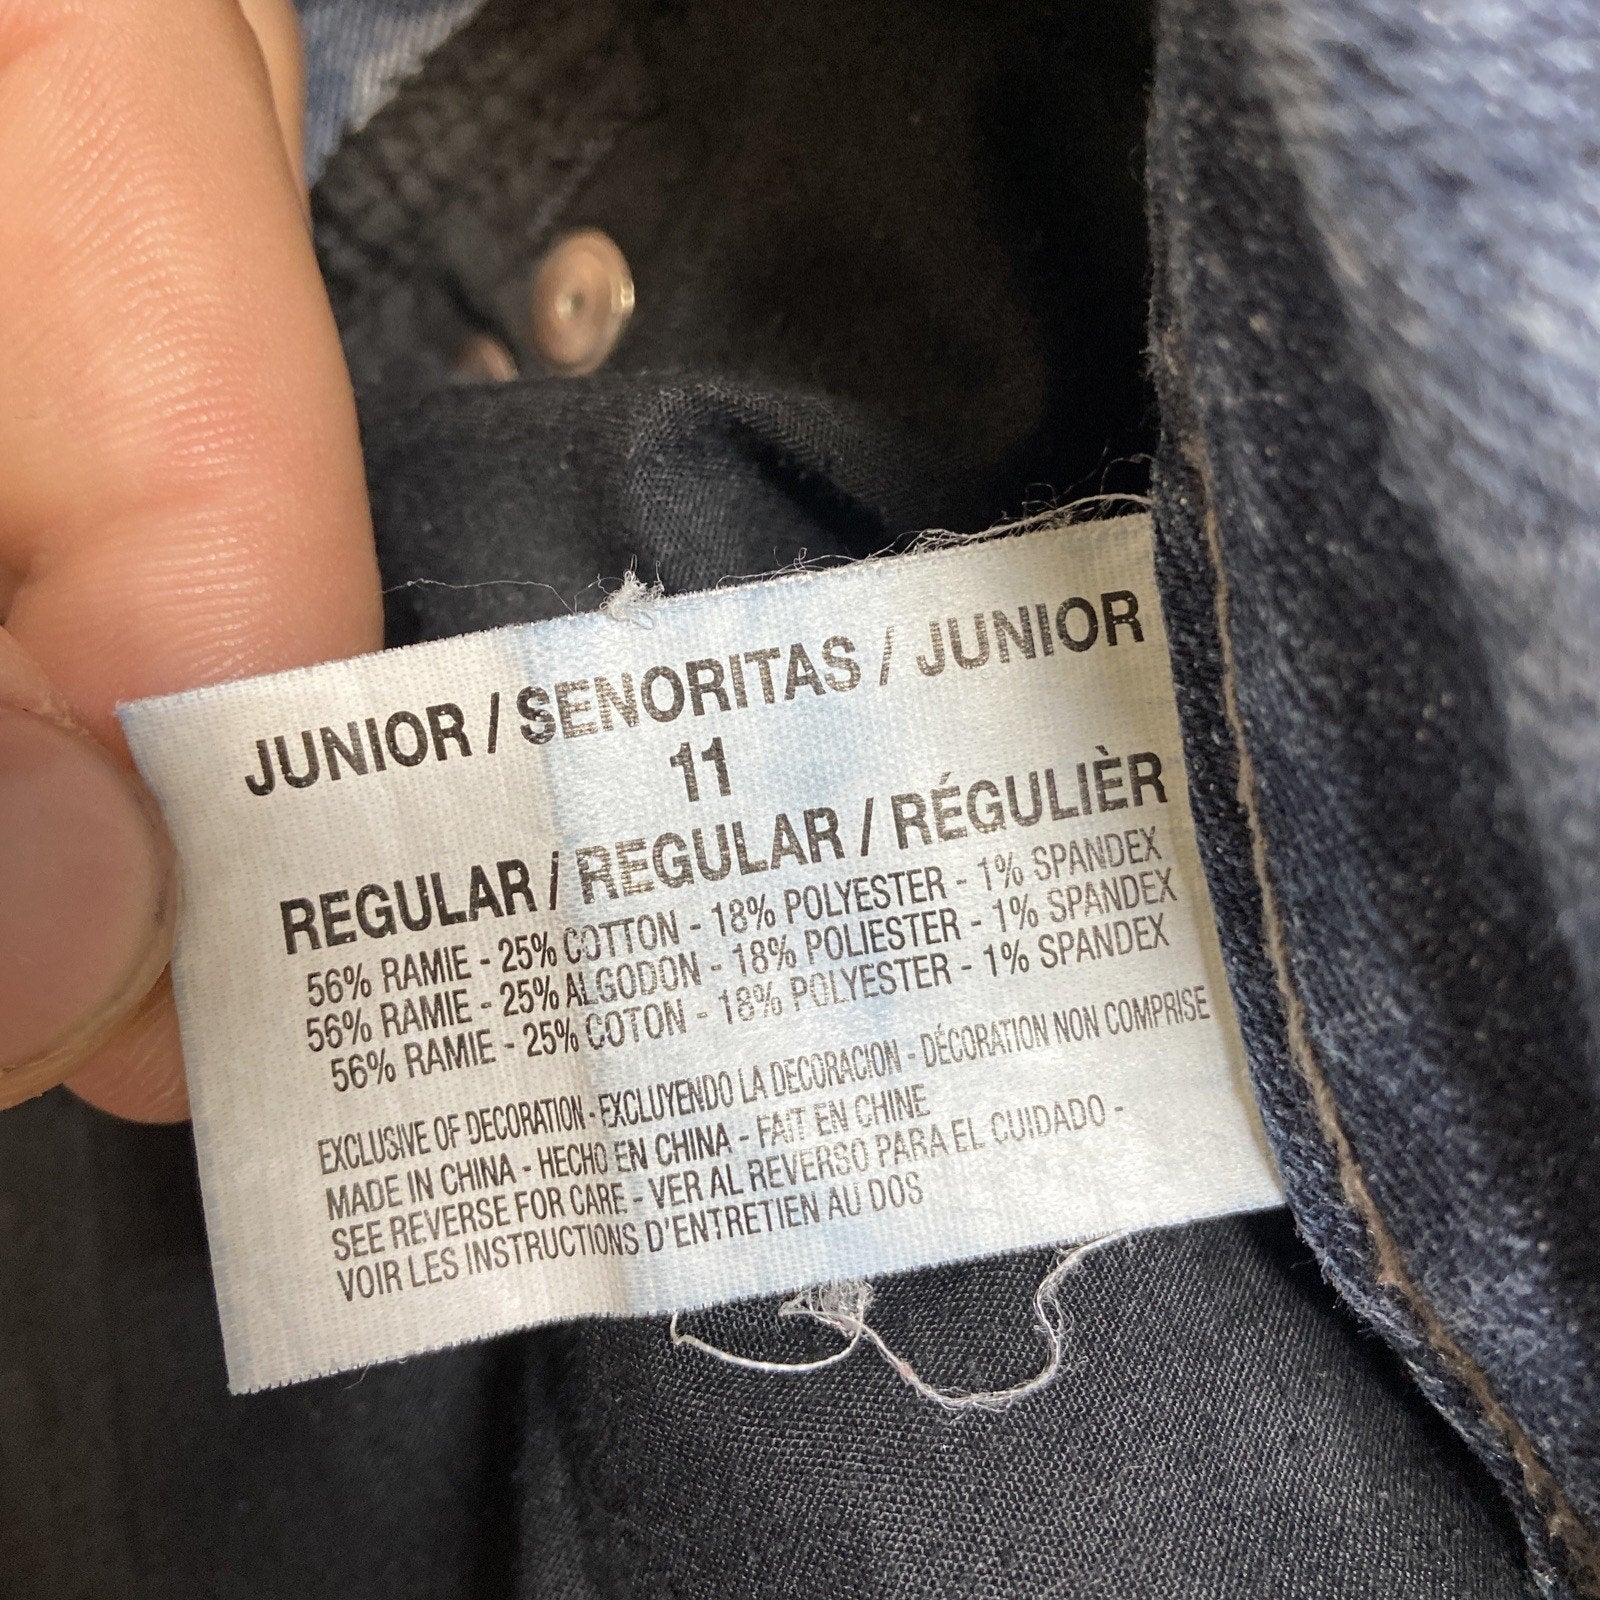 JUNIOR / SENORITAS / JUNIOR
11
REGULAR / REGULAR / RÉGULIÈR
56% RAMIE - 25% COTTON - 18% POLYESTER - 1% SPANDEX
56% RAMIE - 25% ALGODON - 18% POLIESTER - 1% SPANDEX
56% RAMIE - 25% COTON - 18% POLYESTER - 1% SPANDEX
EXCLUSIVE OF DECORATION - EXCLUYENDO LA DECORACION - DÉCORATION NON COMPRISE
MADE IN CHINA - HECHO EN CHINA - FAIT EN CHINE
SEE REVERSE FOR CARE - VER AL REVERSO PARA EL CUIDADO -
VOIR LES INSTRUCTIONS D'ENTRETIEN AU DOS